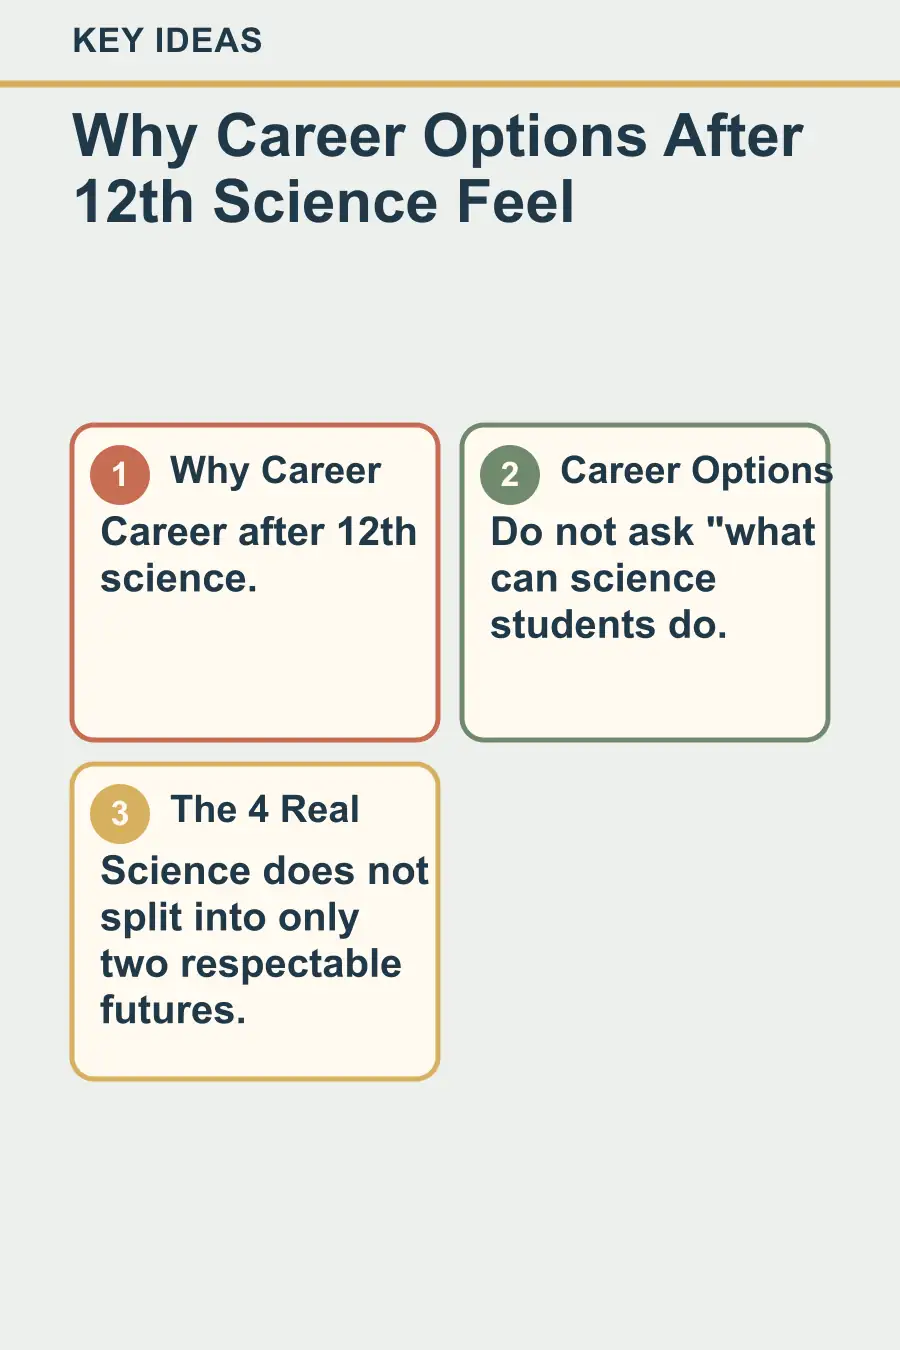 KEY IDEAS
Why Career Options After
12th Science Feel
1 Why Career
Career after 12th
science.
2 Career Options
Do not ask "what
can science
students do.
3 The 4 Real
Science does not
split into only
two respectable
futures.